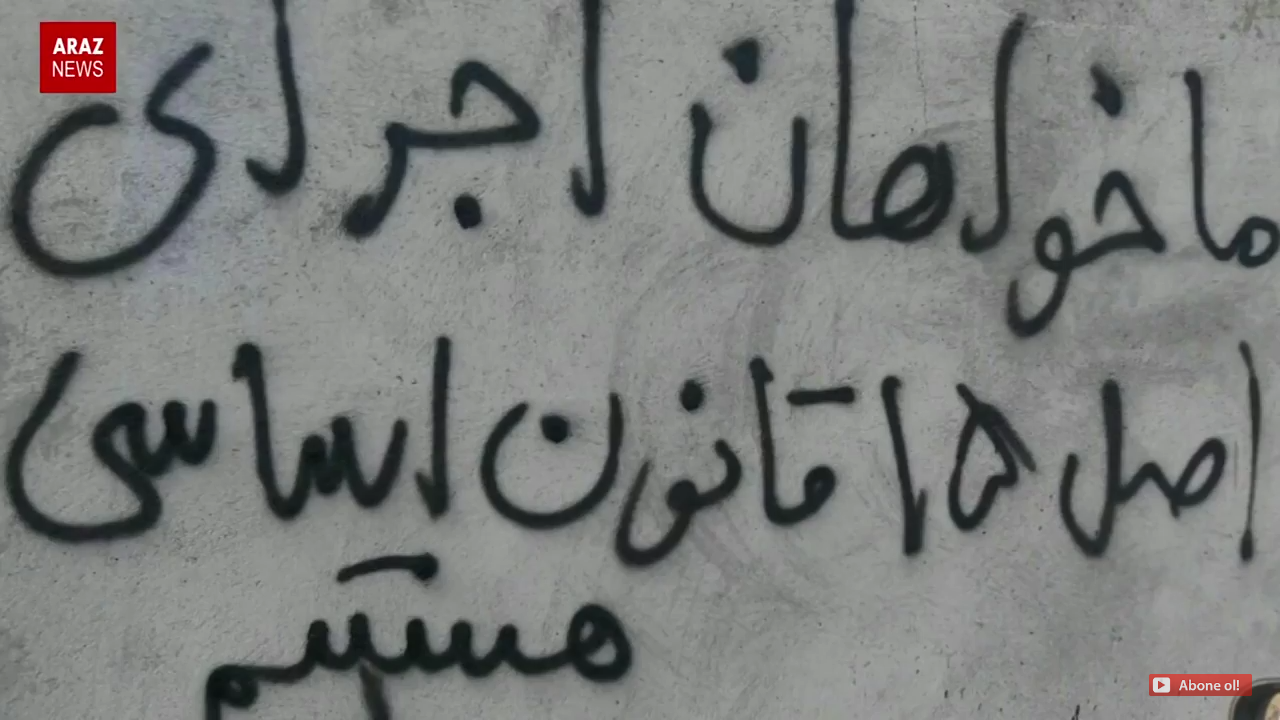 ARAZ
NEWS
ما خواهان اجرای
اصل ۱۵ قانون اساسی
هستیم
Abone ol!